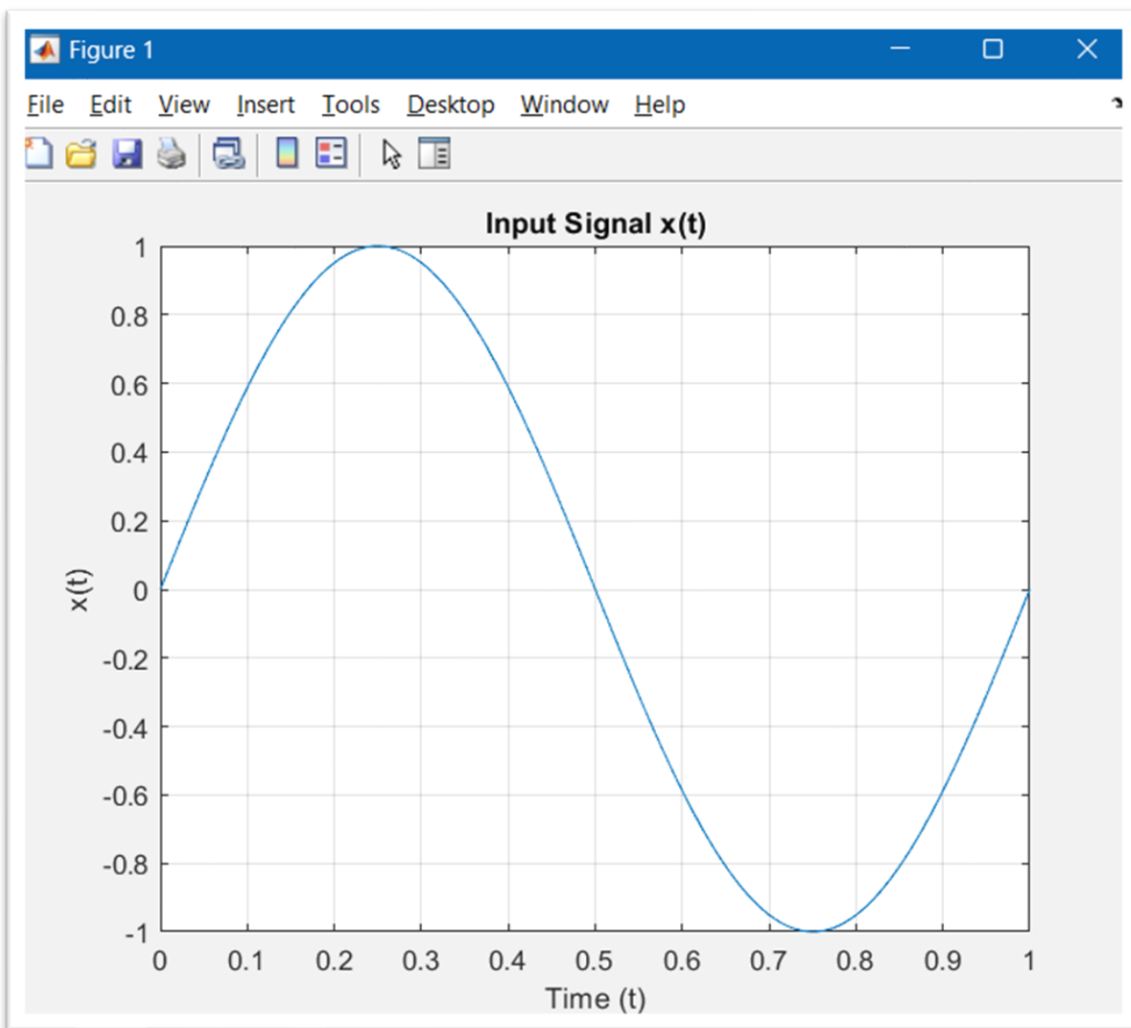 Figure 1
File Edit View Insert Tools Desktop Window Help
Input Signal x(t)
1
0.8
0.6
0.4
0.2
0
-0.2
-0.4
-0.6
-0.8
-1
x(t)
0 0.1 0.2 0.3 0.4 0.5 0.6 0.7 0.8 0.9 1
Time (t)